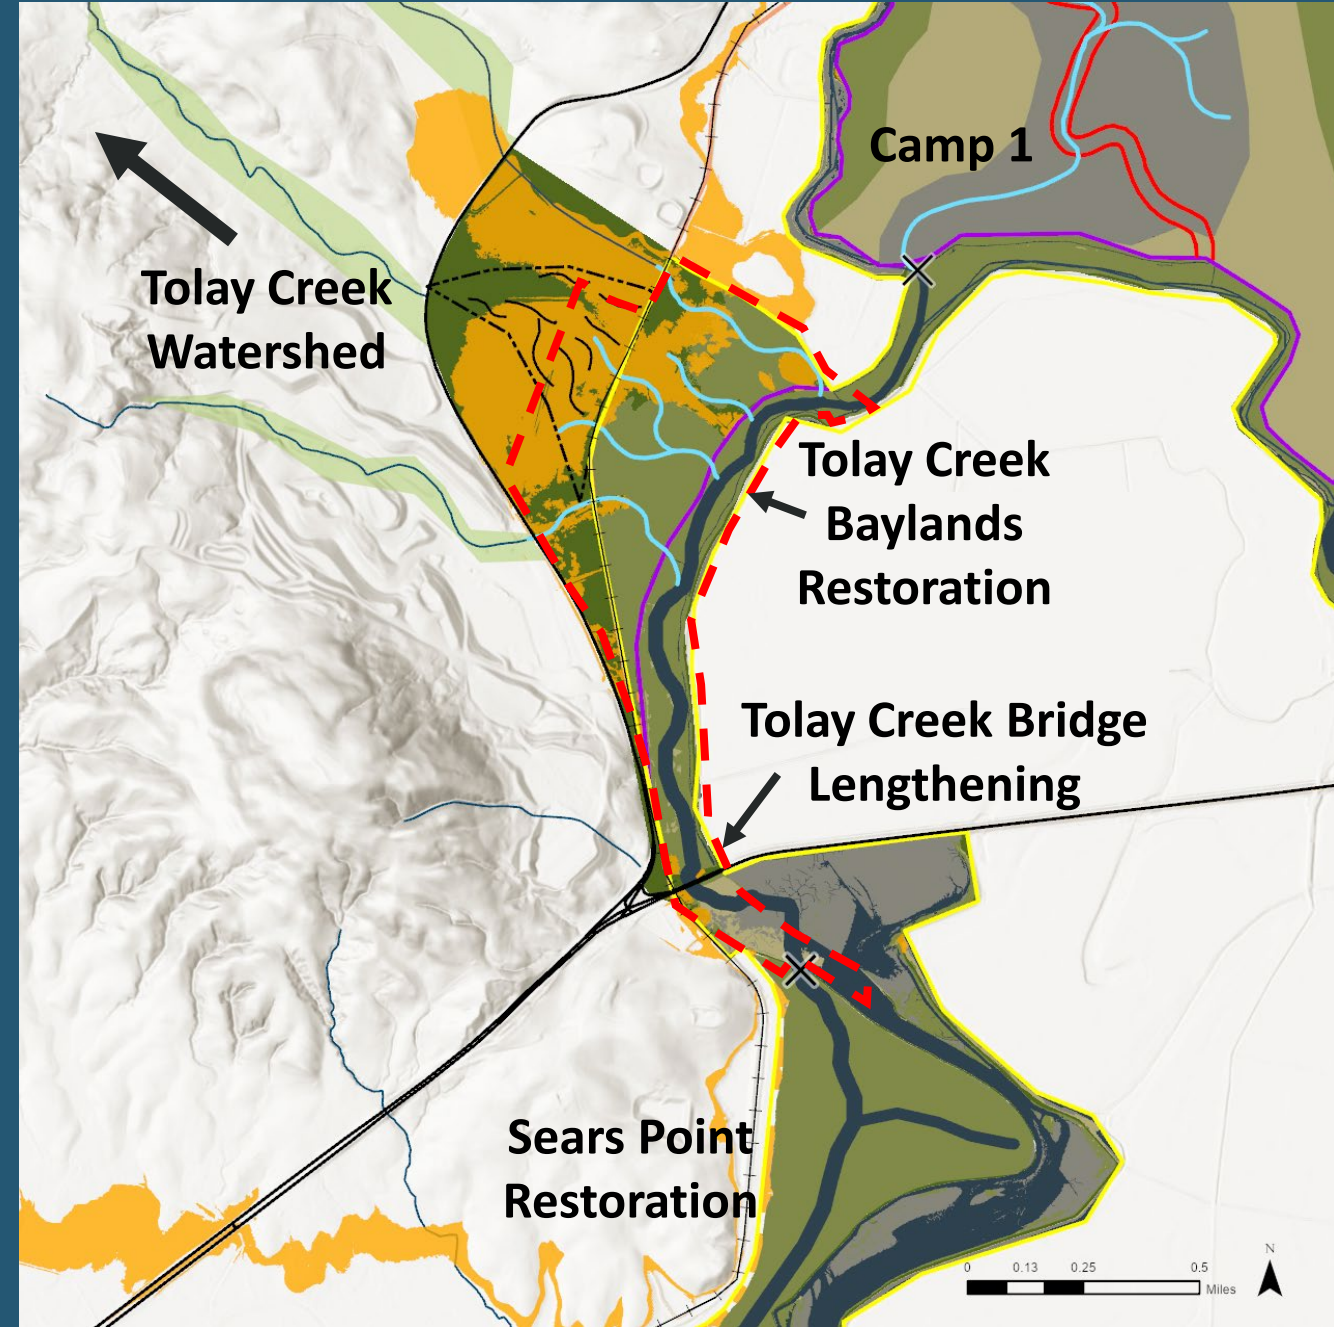 Camp 1
Tolay Creek
Watershed
Tolay Creek
Baylands
Restoration
Tolay Creek Bridge
Lengthening
Sears Point
Restoration
N
0 0.13 0.25 0.5
Miles